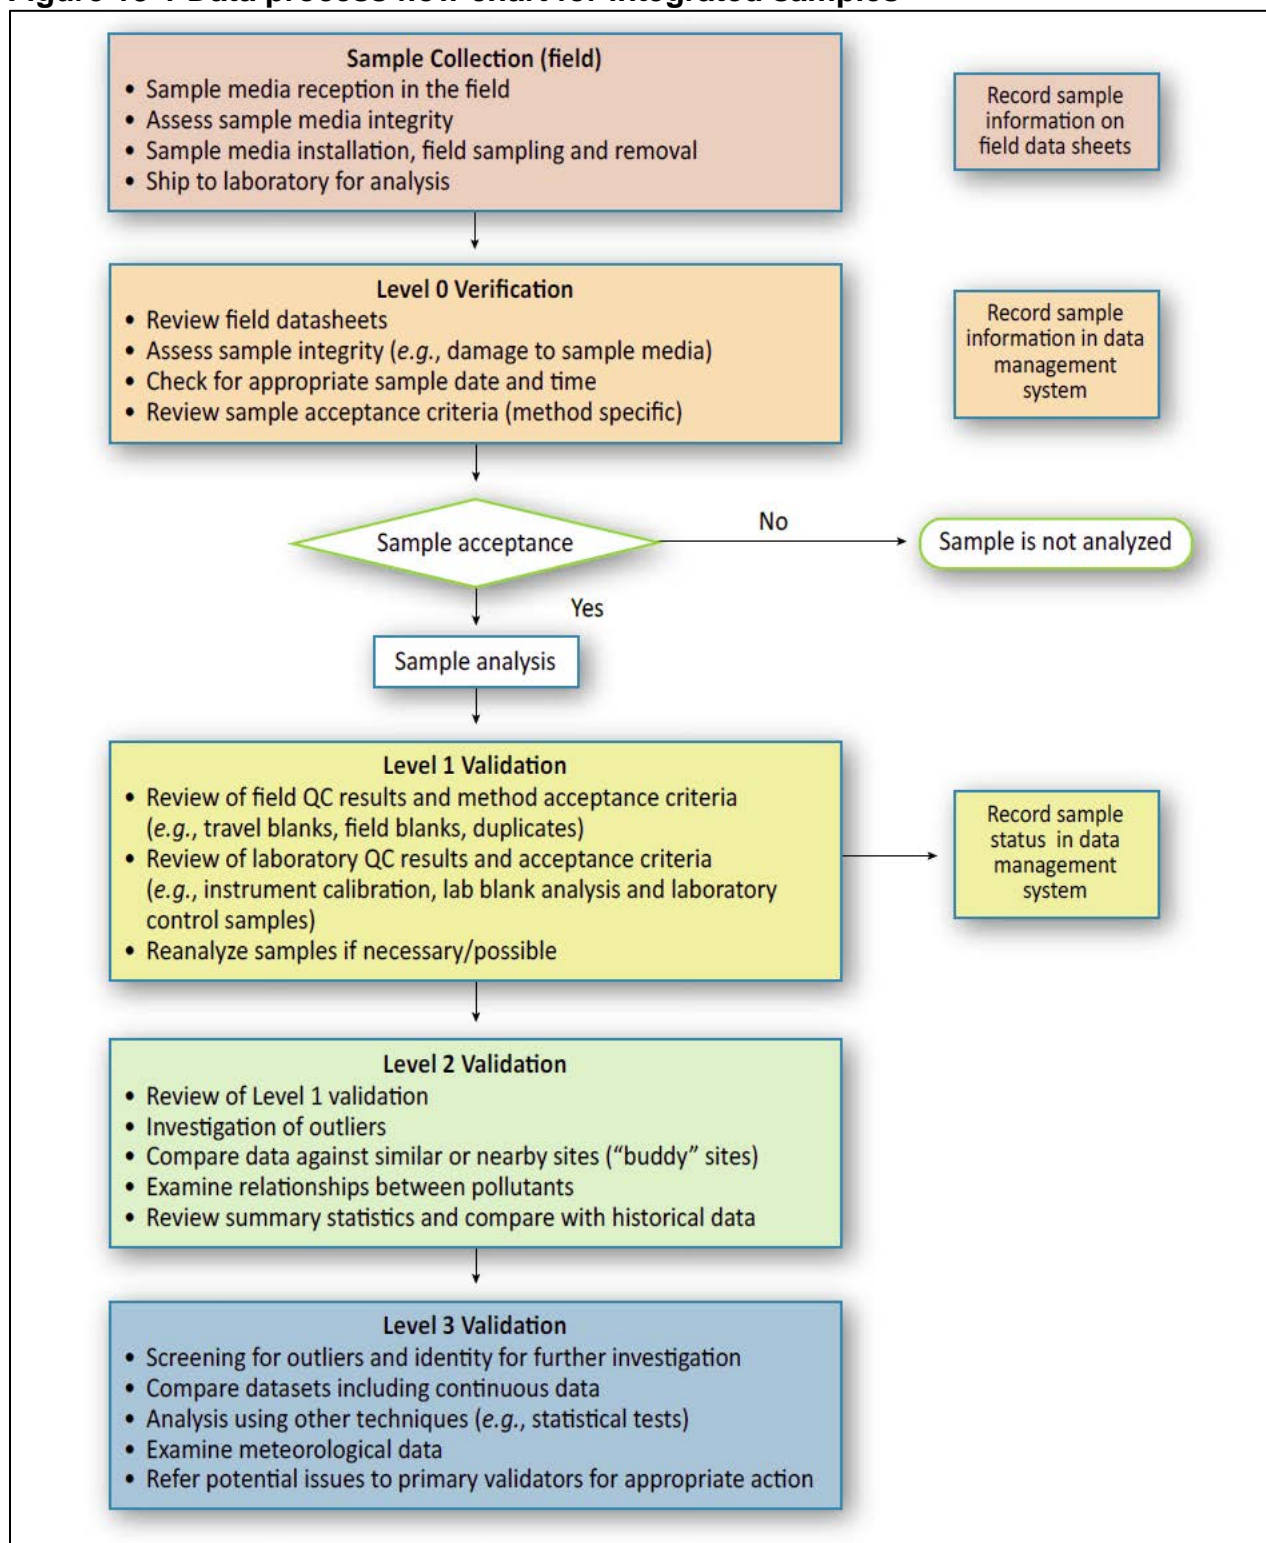 Sample Collection (field)
• Sample media reception in the field
• Assess sample media integrity
• Sample media installation, field sampling and removal
• Ship to laboratory for analysis
Record sample
information on
field data sheets
Level 0 Verification
• Review field datasheets
• Assess sample integrity (e.g., damage to sample media)
• Check for appropriate sample date and time
• Review sample acceptance criteria (method specific)
Record sample
information in data
management
system
Sample acceptance
No
Sample is not analyzed
Yes
Sample analysis
Level 1 Validation
• Review of field QC results and method acceptance criteria
(e.g., travel blanks, field blanks, duplicates)
• Review of laboratory QC results and acceptance criteria
(e.g., instrument calibration, lab blank analysis and laboratory
control samples)
• Reanalyze samples if necessary/possible
Record sample
status in data
management
system
Level 2 Validation
• Review of Level 1 validation
• Investigation of outliers
• Compare data against similar or nearby sites (“buddy” sites)
• Examine relationships between pollutants
• Review summary statistics and compare with historical data
Level 3 Validation
• Screening for outliers and identity for further investigation
• Compare datasets including continuous data
• Analysis using other techniques (e.g., statistical tests)
• Examine meteorological data
• Refer potential issues to primary validators for appropriate action